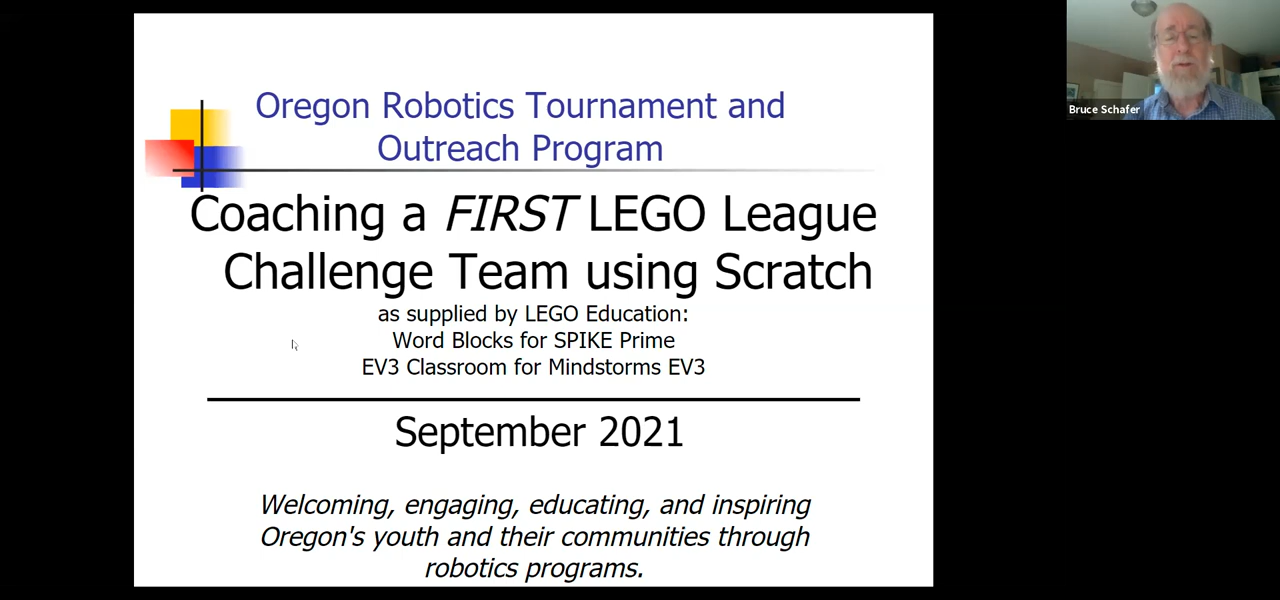 Oregon Robotics Tournament and
Outreach Program
Coaching a FIRST LEGO League
Challenge Team using Scratch
as supplied by LEGO Education:
Word Blocks for SPIKE Prime
EV3 Classroom for Mindstorms EV3
September 2021
Welcoming, engaging, educating, and inspiring
Oregon's youth and their communities through
robotics programs.
Bruce Schafer